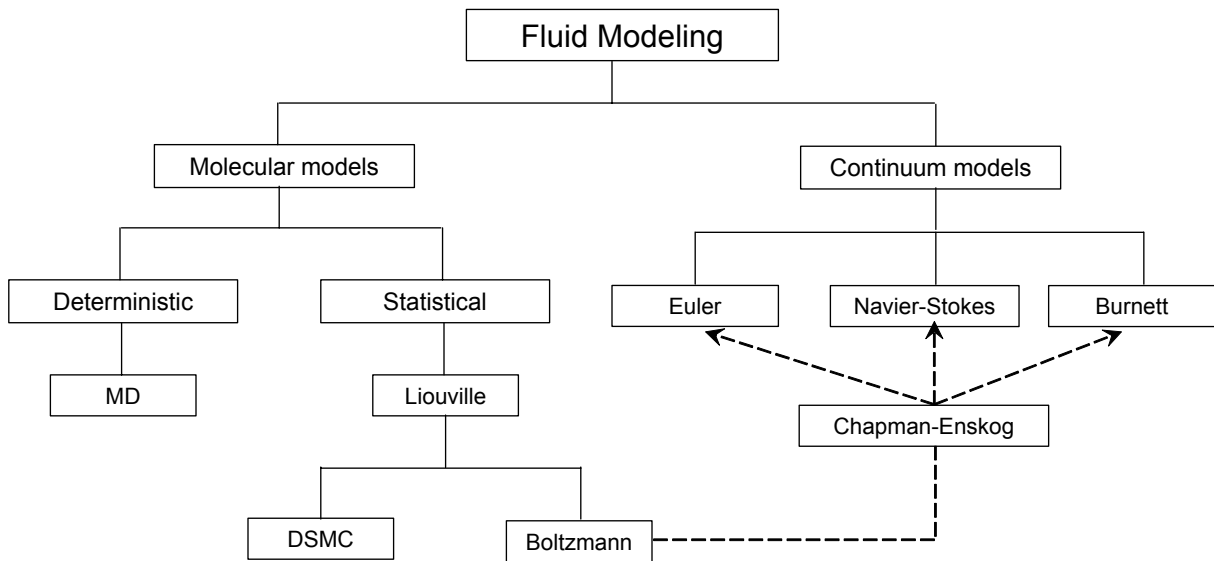 Fluid Modeling
Molecular models
Continuum models
Deterministic
Statistical
Euler
Navier-Stokes
Burnett
MD
Liouville
Chapman-Enskog
DSMC
Boltzmann